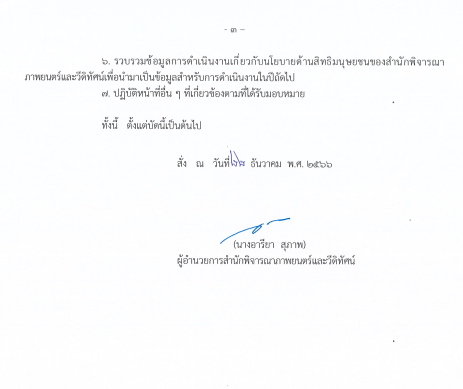 - ๓ -
๖. รวบรวมข้อมูลการดำเนินงานเกี่ยวกับนโยบายด้านสิทธิมนุษยชนของสำนักพิจารณา
ภาพยนตร์และวีดิทัศน์เพื่อนำมาเป็นข้อมูลสำหรับการดำเนินงานในปีถัดไป
๗. ปฏิบัติหน้าที่อื่น ๆ ที่เกี่ยวข้องตามที่ได้รับมอบหมาย
ทั้งนี้ ตั้งแต่บัดนี้เป็นต้นไป
สั่ง ณ วันที่ ธันวาคม พ.ศ. ๒๕๖๖
(นางอารียา สุภาพ)
ผู้อำนวยการสำนักพิจารณาภาพยนตร์และวีดิทัศน์